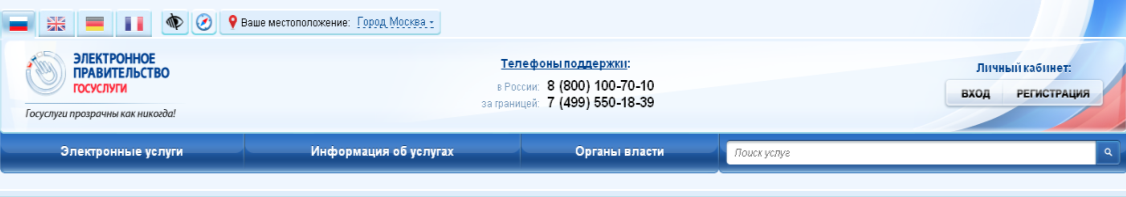 Ваше местоположение: Город Москва
ЭЛЕКТРОННОЕ
ПРАВИТЕЛЬСТВО
ГОСУСЛУГИ
Госуслуги прозрачны как никогда!
Телефоны поддержки:
в России: 8 (800) 100-70-10
за границей: 7 (499) 550-18-39
Личный кабинет:
ВХОД РЕГИСТРАЦИЯ
Электронные услуги Информация об услугах Органы власти Поиск услуг